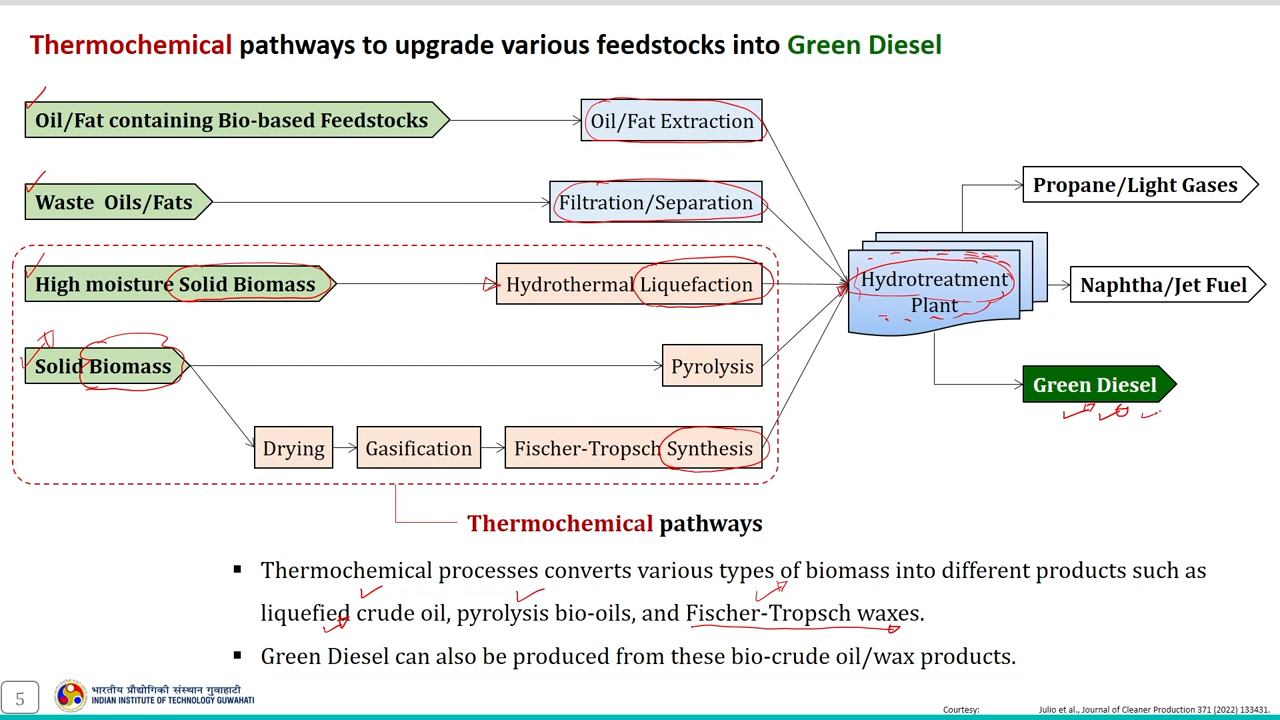 Thermochemical pathways to upgrade various feedstocks into Green Diesel
Oil/Fat containing Bio-based Feedstocks
Oil/Fat Extraction
Waste Oils/Fats
Filtration/Separation
High moisture Solid Biomass
Hydrothermal Liquefaction
Solid Biomass
Pyrolysis
Drying
Gasification
Fischer-Tropsch Synthesis
Hydrotreatment
Plant
Propane/Light Gases
Naphtha/Jet Fuel
Green Diesel
Thermochemical pathways
▪ Thermochemical processes converts various types of biomass into different products such as
liquefied crude oil, pyrolysis bio-oils, and Fischer-Tropsch waxes.
▪ Green Diesel can also be produced from these bio-crude oil/wax products.
5
भारतीय प्रौद्योगिकी संस्थान गुवाहाटी
INDIAN INSTITUTE OF TECHNOLOGY GUWAHATI
Courtesy: Julio et al., Journal of Cleaner Production 371 (2022) 133431.